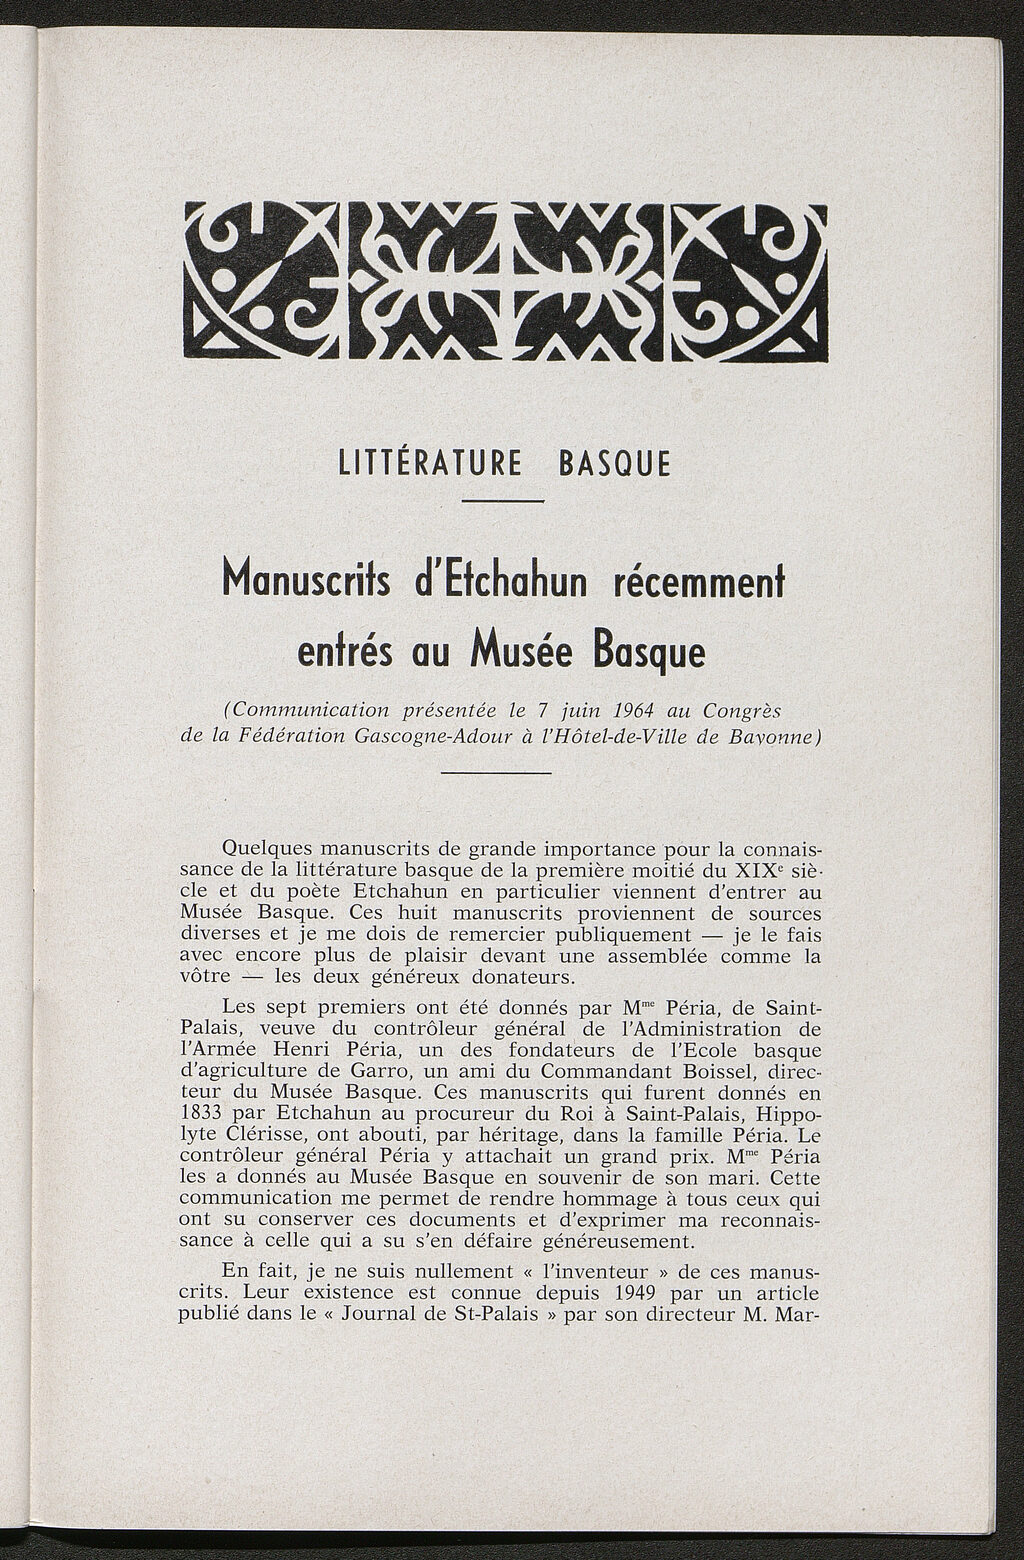 LITTÉRATURE BASQUE
Manuscrits d'Etchahun récemment
entrés au Musée Basque
(Communication présentée le 7 juin 1964 au Congrès
de la Fédération Gascogne-Adour à l'Hôtel-de-Ville de Bayonne)
Quelques manuscrits de grande importance pour la connais-
sance de la littérature basque de la première moitié du XIXe siè-
cle et du poète Etchahun en particulier viennent d'entrer au
Musée Basque. Ces huit manuscrits proviennent de sources
diverses et je me dois de remercier publiquement — je le fais
avec encore plus de plaisir devant une assemblée comme la
vôtre — les deux généreux donateurs.
Les sept premiers ont été donnés par Mme Péria, de Saint-
Palais, veuve du contrôleur général de l'Administration de
l'Armée Henri Péria, un des fondateurs de l'Ecole basque
d'agriculture de Garro, un ami du Commandant Boissel, direc-
teur du Musée Basque. Ces manuscrits qui furent donnés en
1833 par Etchahun au procureur du Roi à Saint-Palais, Hippo-
lyte Clérisse, ont abouti, par héritage, dans la famille Péria. Le
contrôleur général Péria y attachait un grand prix. Mme Péria
les a donnés au Musée Basque en souvenir de son mari. Cette
communication me permet de rendre hommage à tous ceux qui
ont su conserver ces documents et d'exprimer ma reconnais-
sance à celle qui a su s'en défaire généreusement.
En fait, je ne suis nullement « l'inventeur » de ces manus-
crits. Leur existence est connue depuis 1949 par un article
publié dans le « Journal de St-Palais » par son directeur M. Mar-